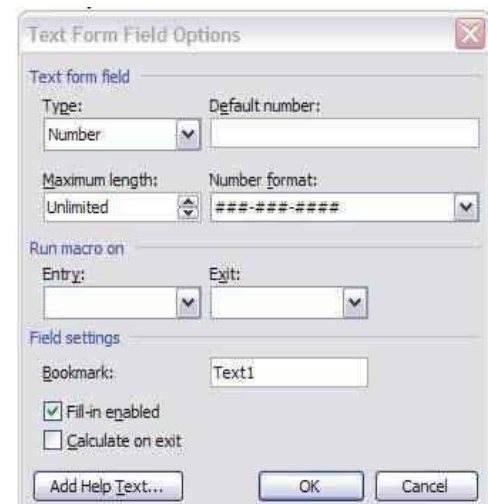 Text Form Field Options
Text form field
Type: Default number:
Number
Maximum length: Number format:
Unlimited ###-###-####
Run macro on
Entry: Exit:
Field settings
Bookmark: Text1
Fill-in enabled
Calculate on exit
Add Help Text... OK Cancel